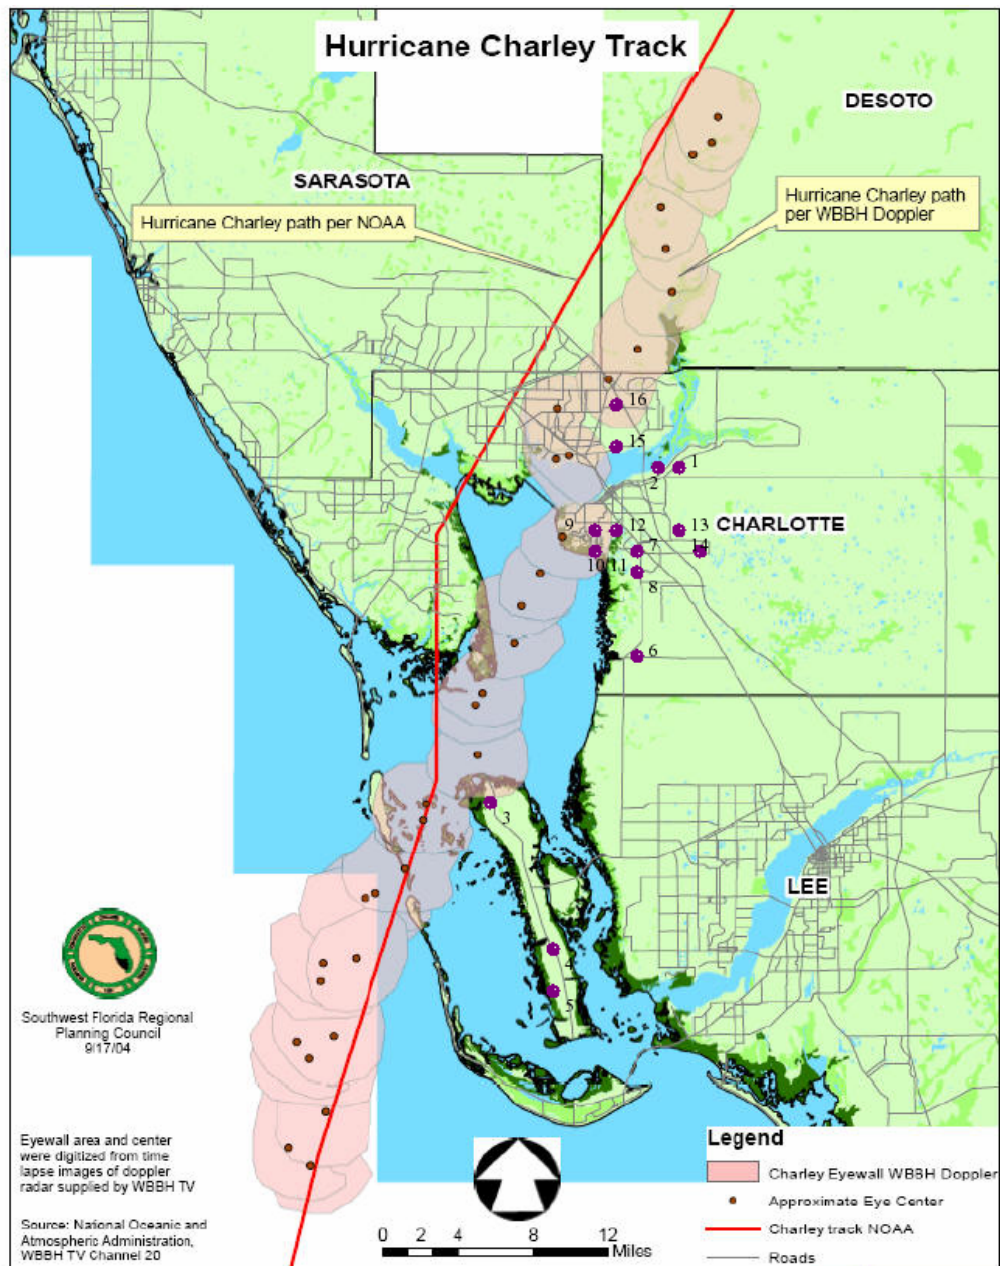 Hurricane Charley Track
DESOTO
SARASOTA
Hurricane Charley path
per WBBH Doppler
Hurricane Charley path per NOAA
16
15
1
2
9
12
13
CHARLOTTE
7
14
10
11
8
6
3
LEE
4
5
Southwest Florida Regional
Planning Council
9/17/04
Eyewall area and center
were digitized from time
lapse images of doppler
radar supplied by WBBH TV
Source: National Oceanic and
Atmospheric Administration,
WBBH TV Channel 20
Legend
Charley Eyewall WBBH Doppler
Approximate Eye Center
Charley track NOAA
Roads
0 2 4 8 12
Miles